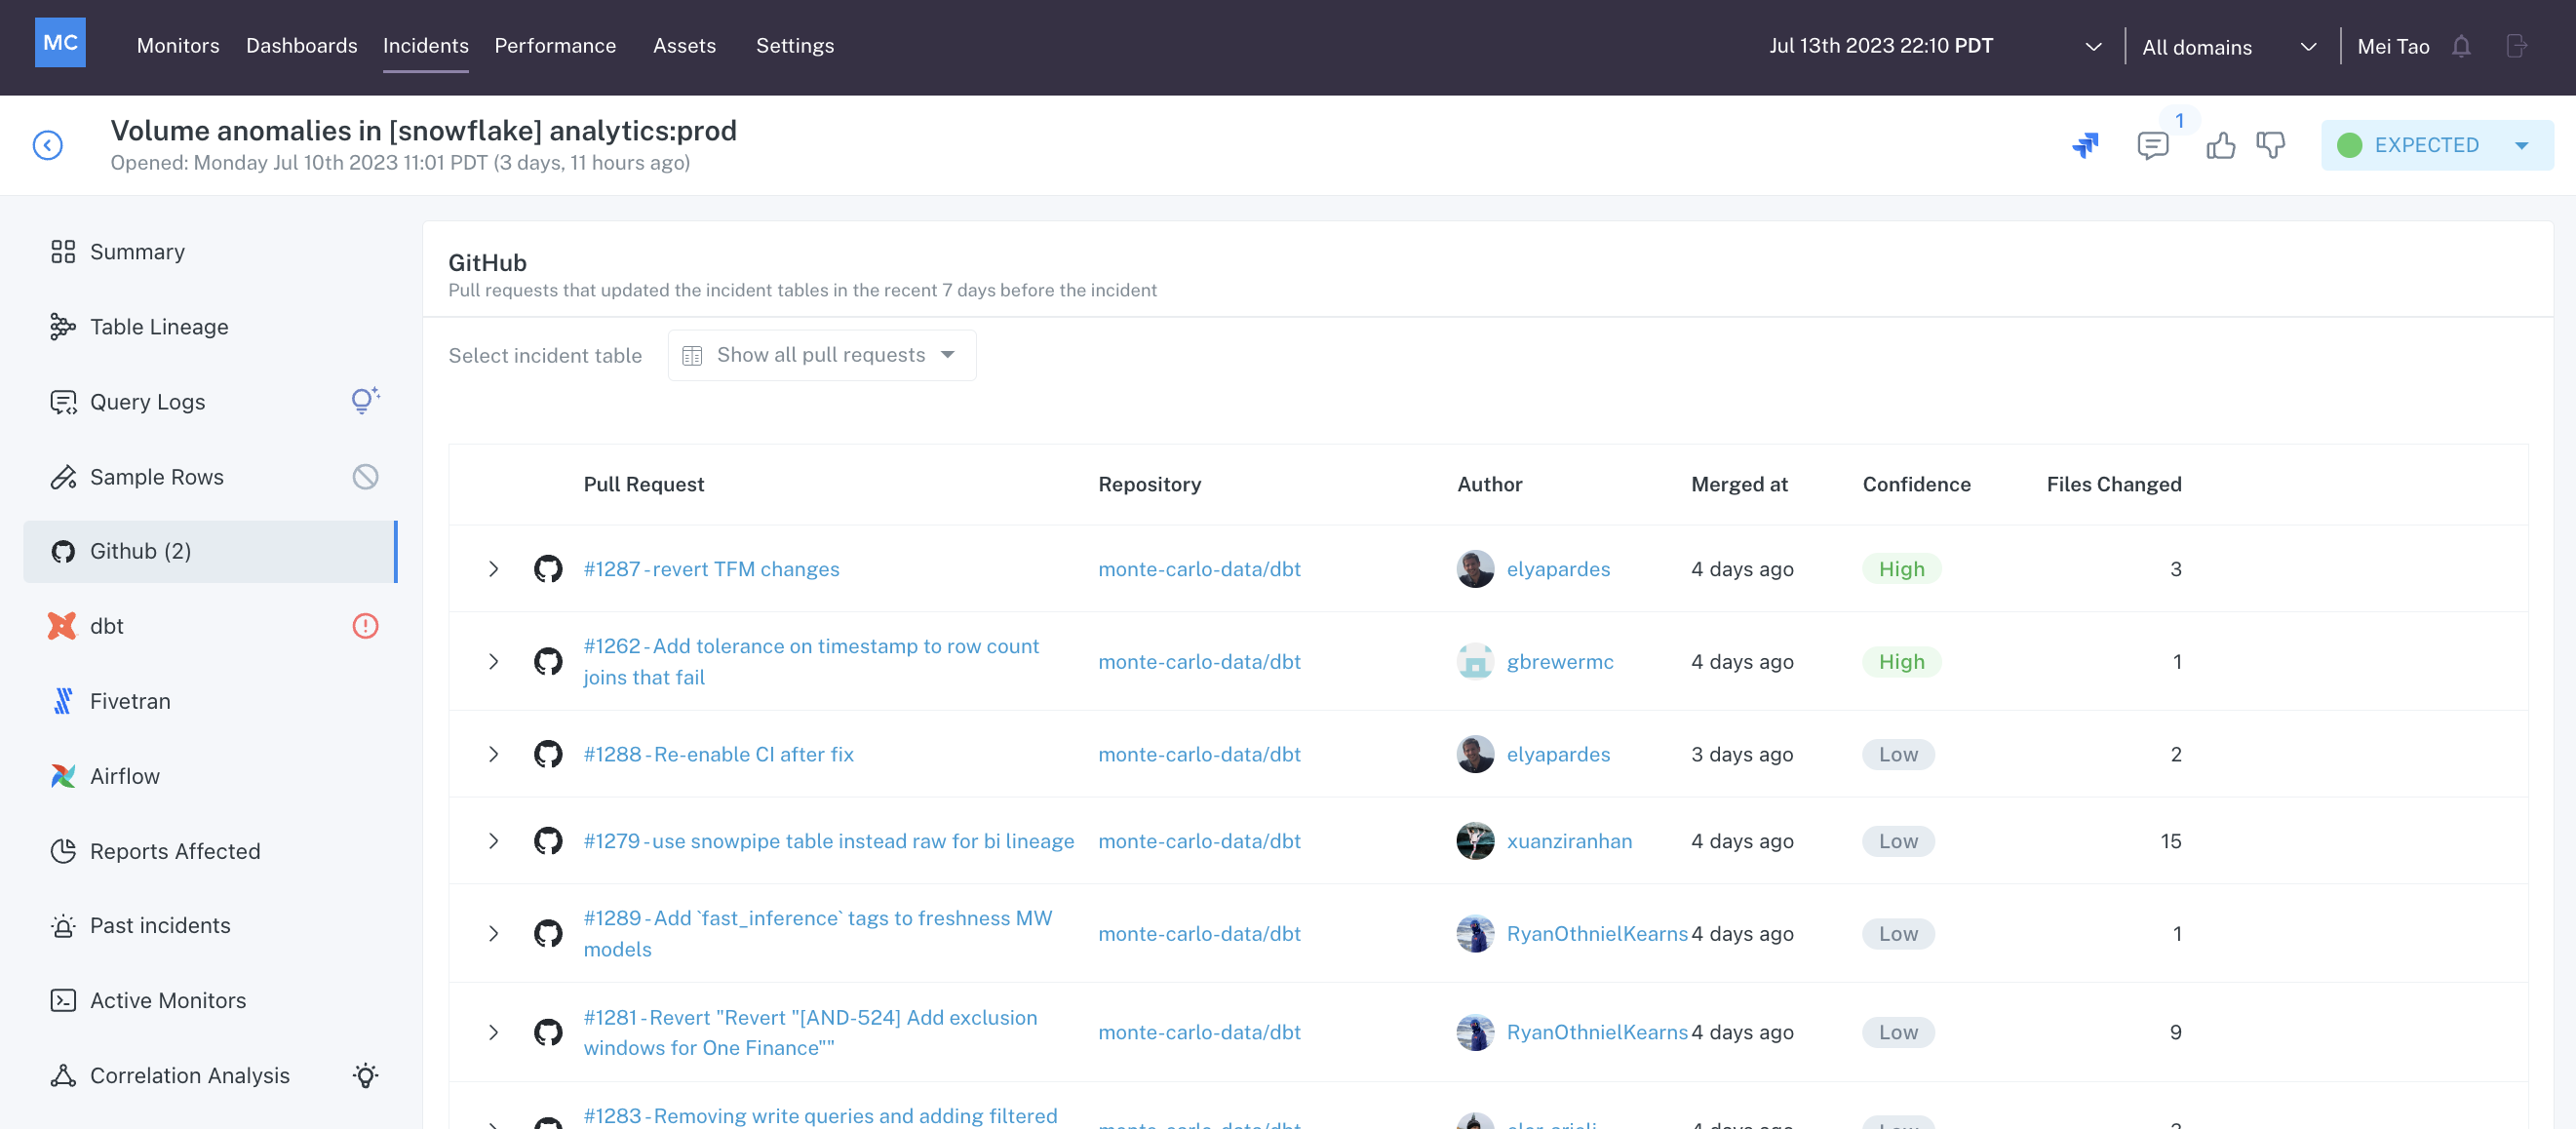 MC Monitors Dashboards Incidents Performance Assets Settings Jul 13th 2023 22:10 PDT All domains Mei Tao
Volume anomalies in [snowflake] analytics:prod
Opened: Monday Jul 10th 2023 11:01 PDT (3 days, 11 hours ago)
1
EXPECTED
Summary
Table Lineage
Query Logs
Sample Rows
Github (2)
dbt
Fivetran
Airflow
Reports Affected
Past incidents
Active Monitors
Correlation Analysis
GitHub
Pull requests that updated the incident tables in the recent 7 days before the incident
Select incident table Show all pull requests
Pull Request Repository Author Merged at Confidence Files Changed
#1287 - revert TFM changes monte-carlo-data/dbt elyapardes 4 days ago High 3
#1262 - Add tolerance on timestamp to row count
joins that fail monte-carlo-data/dbt gbrewermc 4 days ago High 1
#1288 - Re-enable CI after fix monte-carlo-data/dbt elyapardes 3 days ago Low 2
#1279 - use snowpipe table instead raw for bi lineage monte-carlo-data/dbt xuanziranhan 4 days ago Low 15
#1289 - Add `fast_inference` tags to freshness MW
models monte-carlo-data/dbt RyanOthnielKearns 4 days ago Low 1
#1281 - Revert "Revert "[AND-524] Add exclusion
windows for One Finance"" monte-carlo-data/dbt RyanOthnielKearns 4 days ago Low 9
#1283 - Removing write queries and adding filtered monte-carlo-data/dbt 4 days ago Low